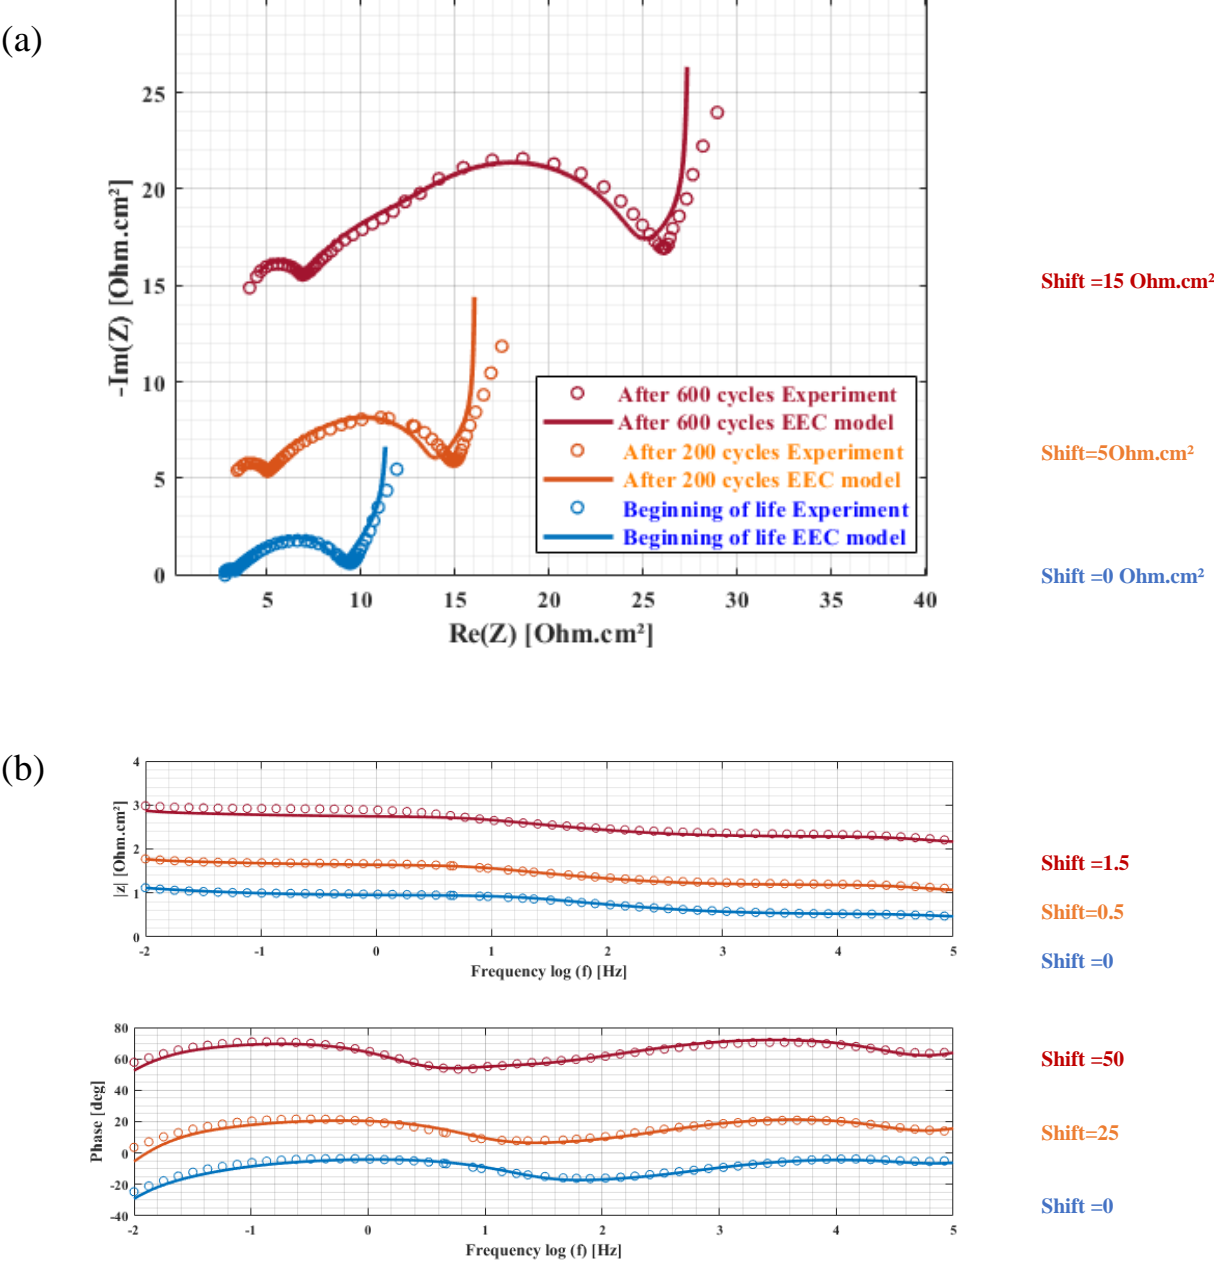 (a)
25
20
15
10
5
0
-Im(Z) [Ohm.cm²]
5 10 15 20 25 30 35 40
Re(Z) [Ohm.cm²]
After 600 cycles Experiment
After 600 cycles EEC model
After 200 cycles Experiment
After 200 cycles EEC model
Beginning of life Experiment
Beginning of life EEC model
Shift =15 Ohm.cm²
Shift=5Ohm.cm²
Shift =0 Ohm.cm²
(b)
4
3
2
1
0
|z| [Ohm.cm²]
-2 -1 0 1 2 3 4 5
Frequency log (f) [Hz]
Shift =1.5
Shift=0.5
Shift =0
80
60
40
20
0
-20
-40
Phase [deg]
-2 -1 0 1 2 3 4 5
Frequency log (f) [Hz]
Shift =50
Shift=25
Shift =0